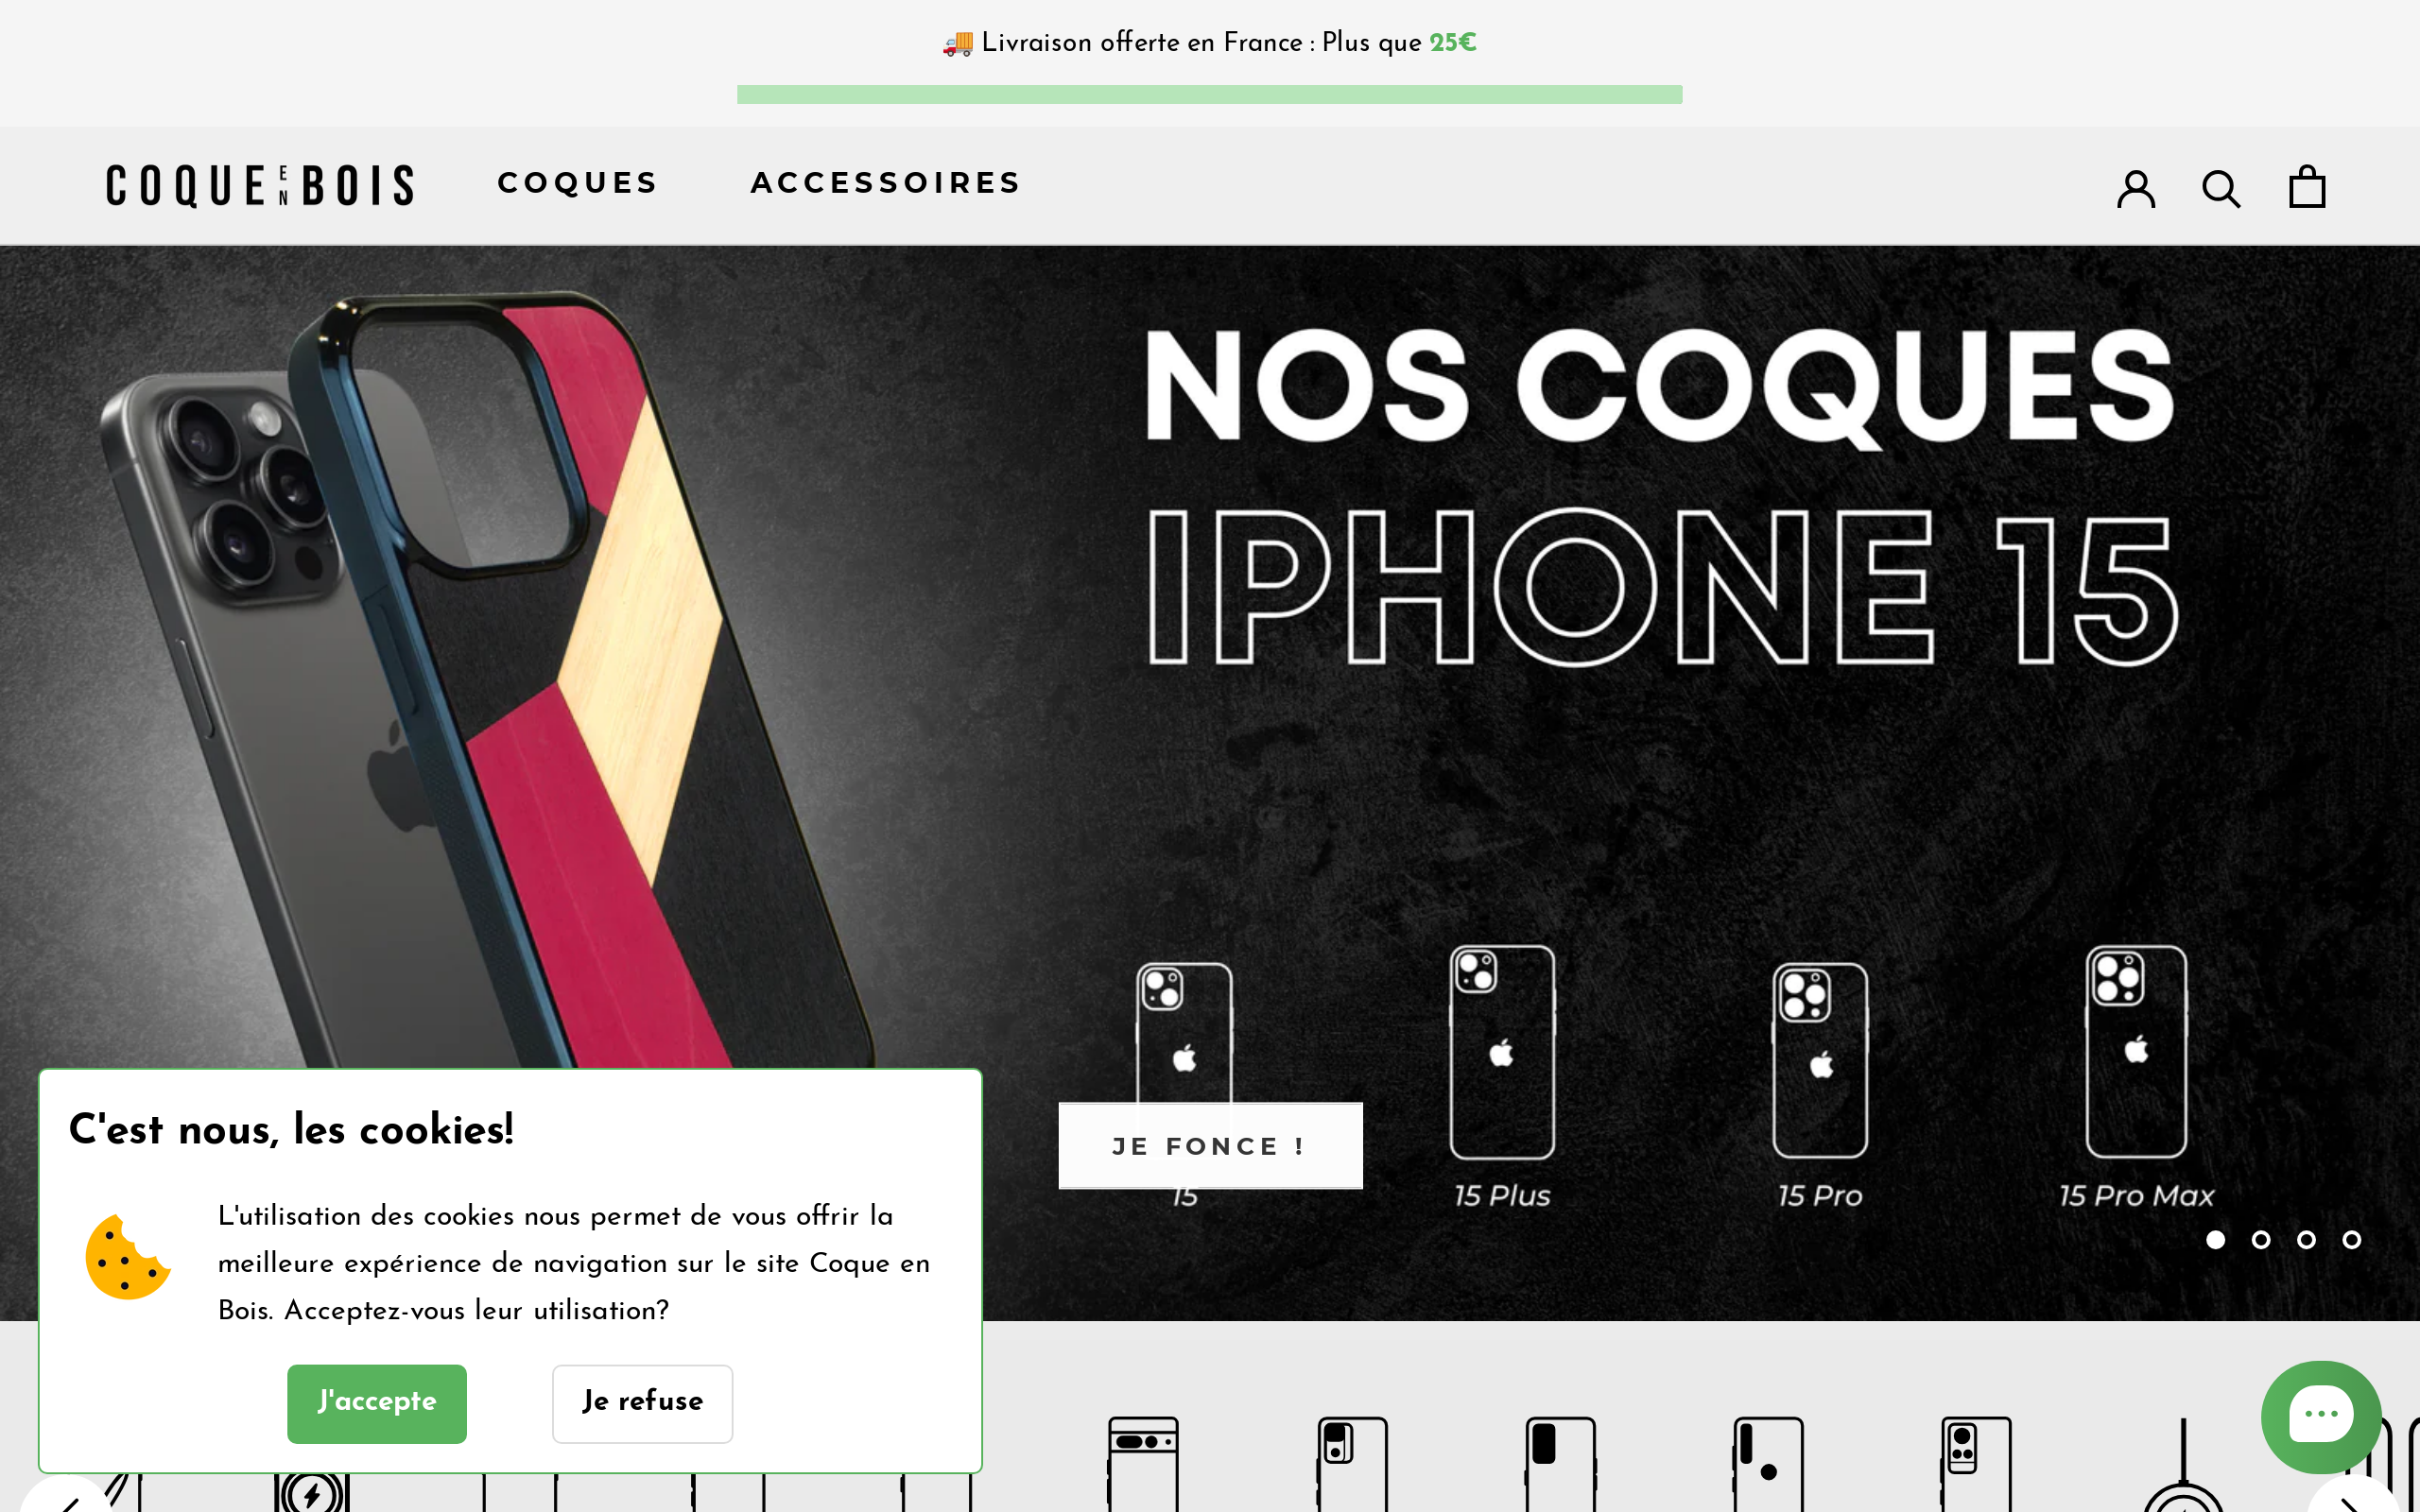 🚚 Livraison offerte en France : Plus que 25€
COQUE EN BOIS
COQUES
ACCESSOIRES
NOS COQUES
IPHONE 15
JE FONCE !
15
15 Plus
15 Pro
15 Pro Max
C'est nous, les cookies!
L'utilisation des cookies nous permet de vous offrir la
meilleure expérience de navigation sur le site Coque en
Bois. Acceptez-vous leur utilisation?
J'accepte
Je refuse